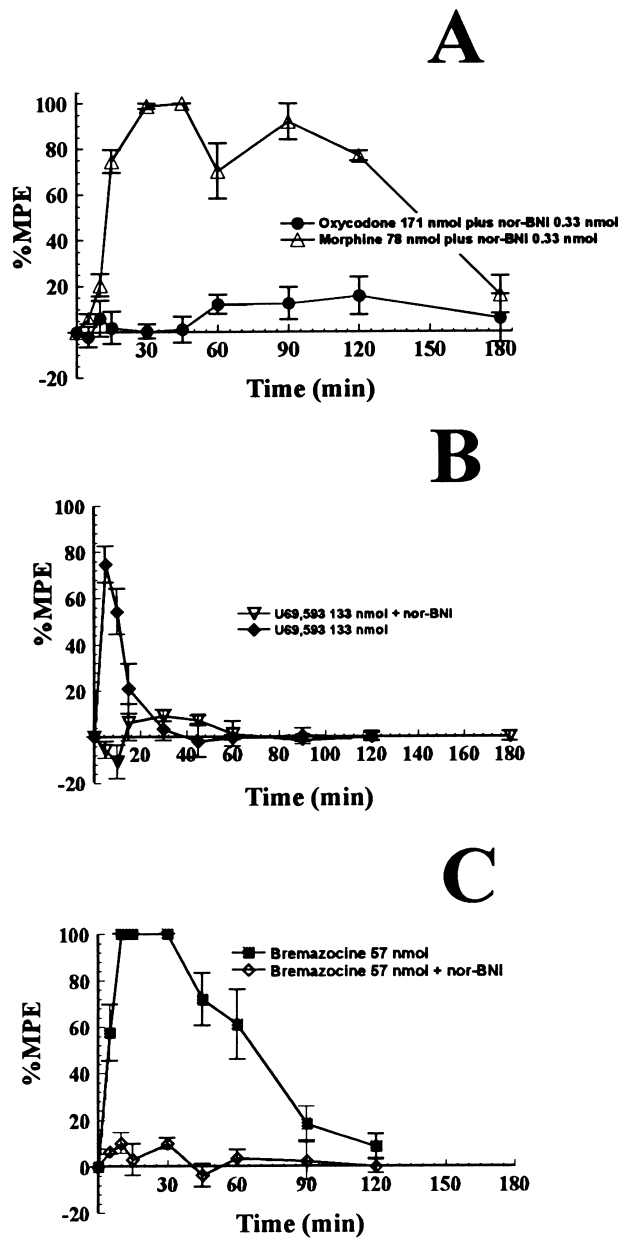 A
100
80
60
40
20
-20
%MPE
Oxycodone 171 nmol plus nor-BNI 0.33 nmol
Morphine 78 nmol plus nor-BNI 0.33 nmol
0
30 60 90 120 150 180
Time (min)
B
100
80
60
40
20
0
-20
%MPE
U69,593 133 nmol + nor-BNI
U69,593 133 nmol
20 40 60 80 100 120 140 160 180
Time (min)
C
100
80
60
40
20
0
-20
%MPE
Bremazocine 57 nmol
Bremazocine 57 nmol + nor-BNI
30 60 90 120 150 180
Time (min)